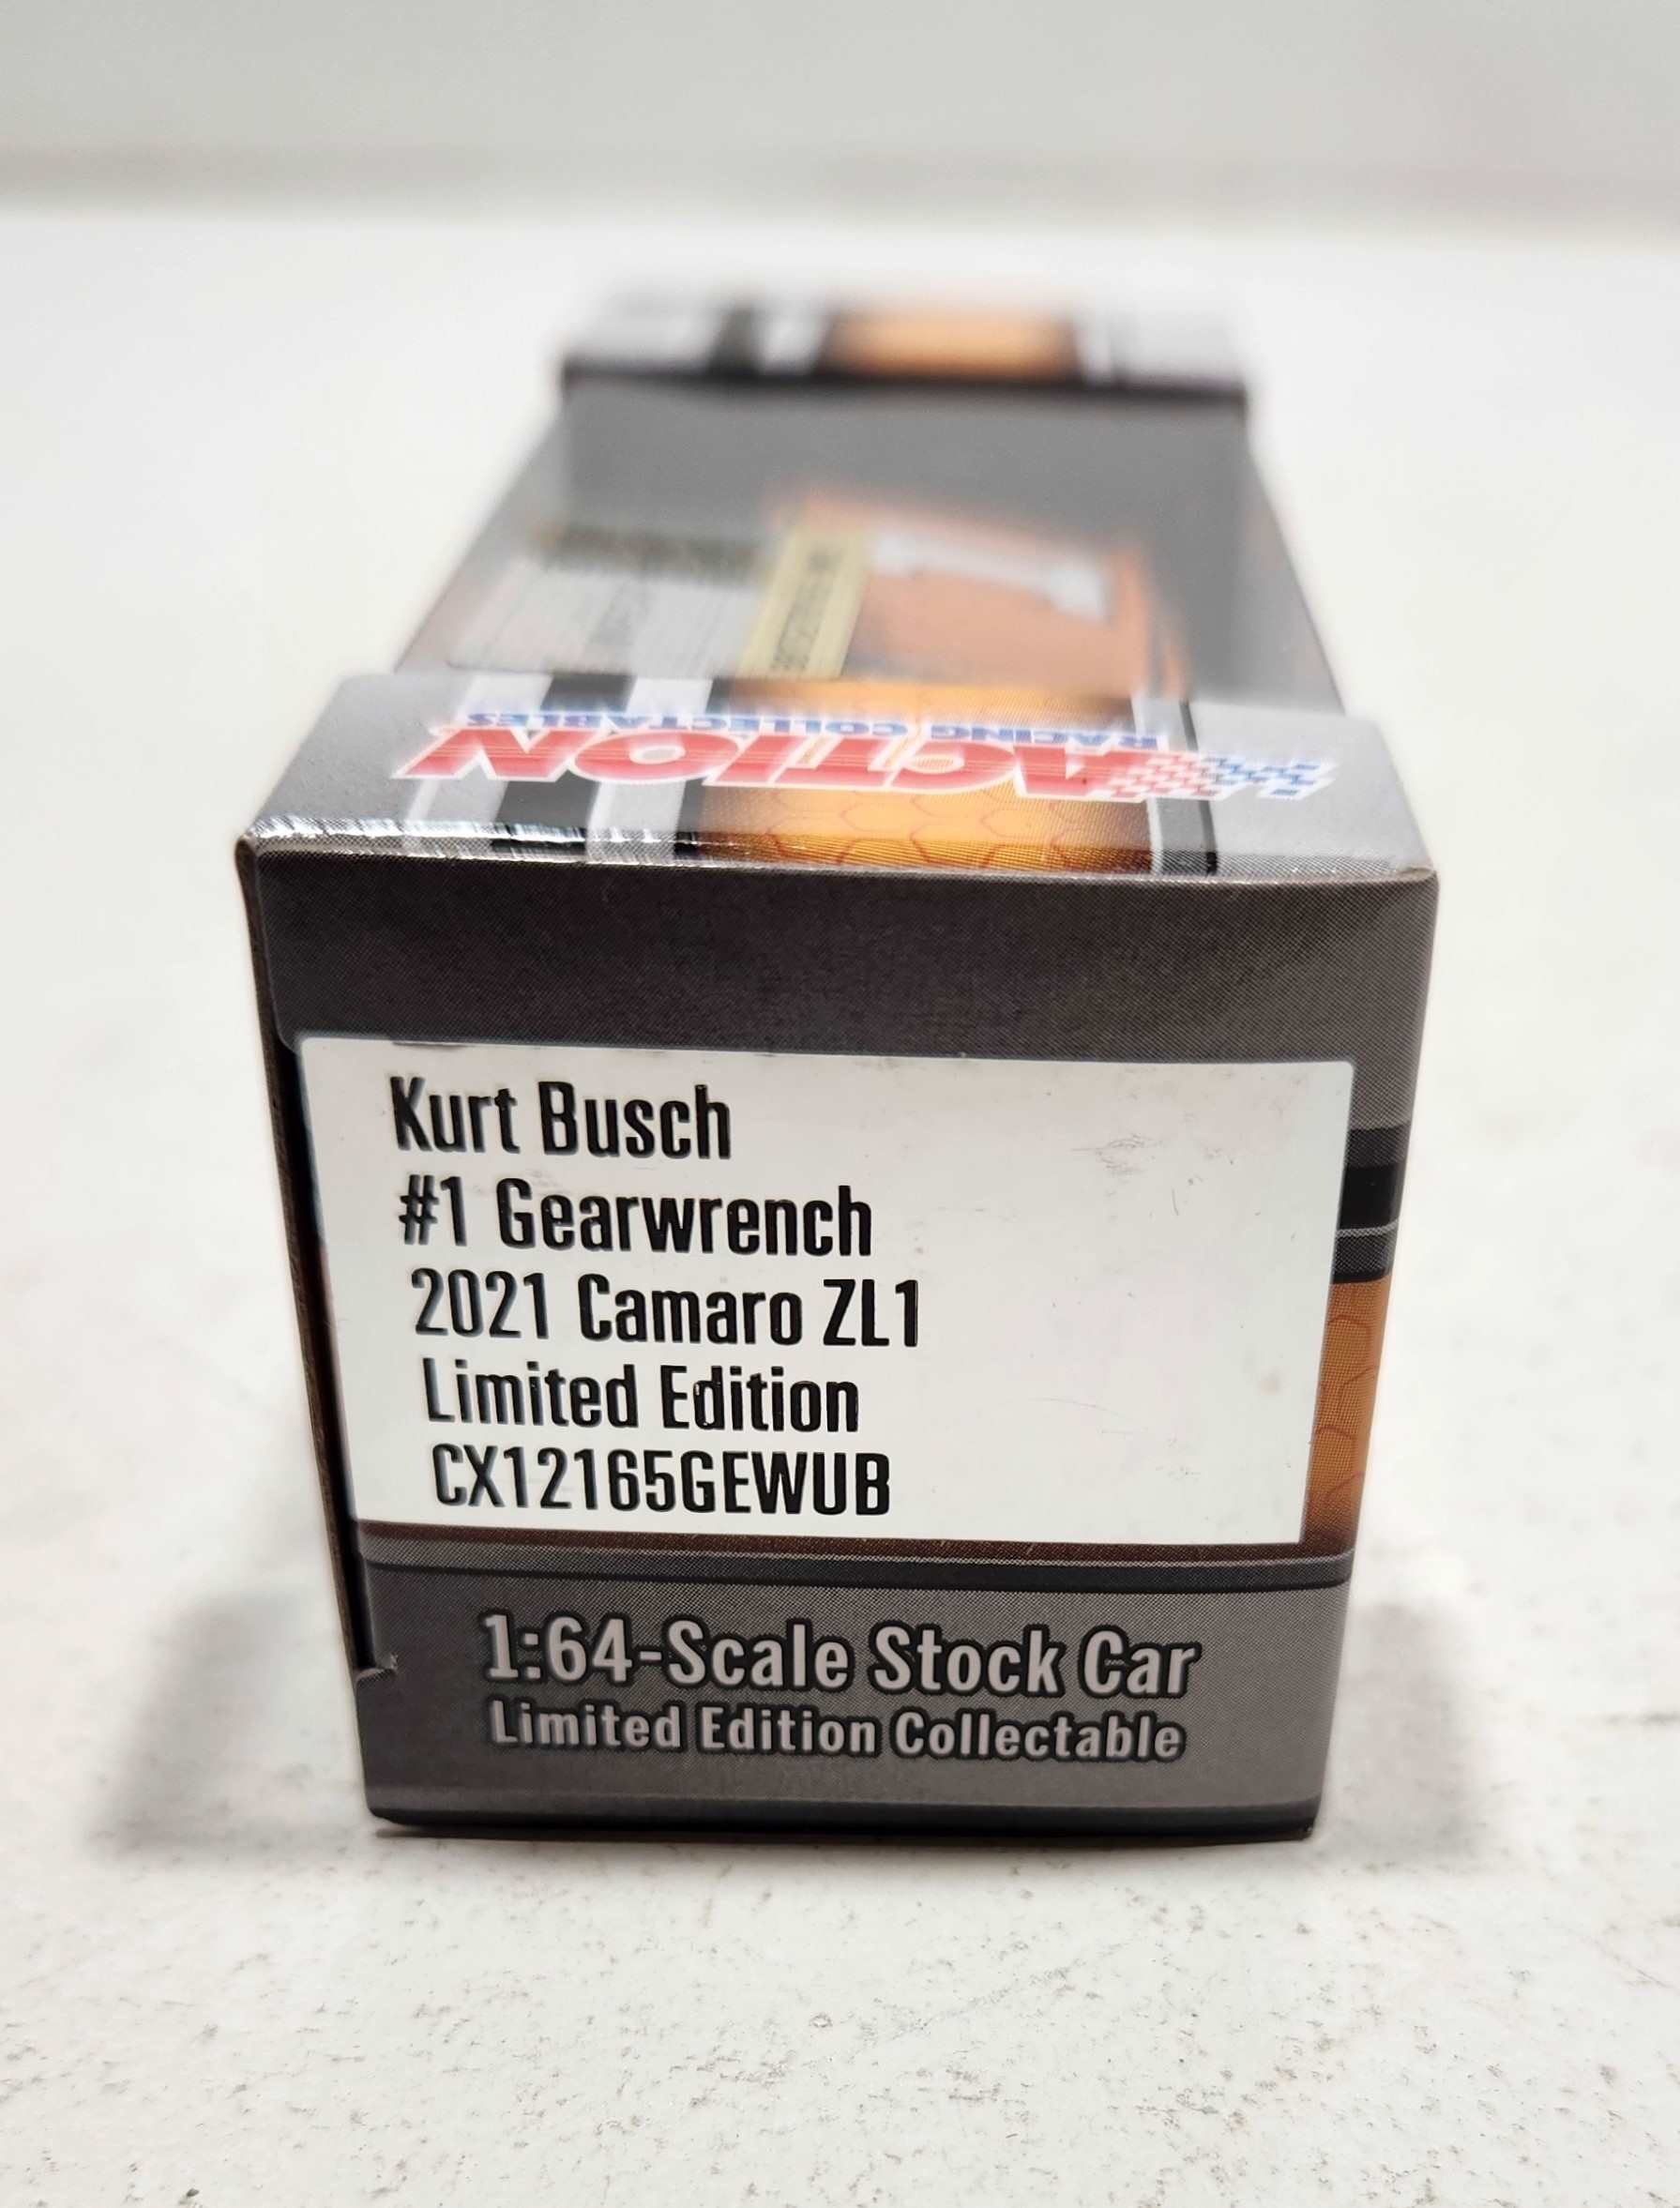 RACING COLLECTABLES
ACTION
Kurt Busch
#1 Gearwrench
2021 Camaro ZL1
Limited Edition
CX12165GEWUB
1:64-Scale Stock Car
Limited Edition Collectable